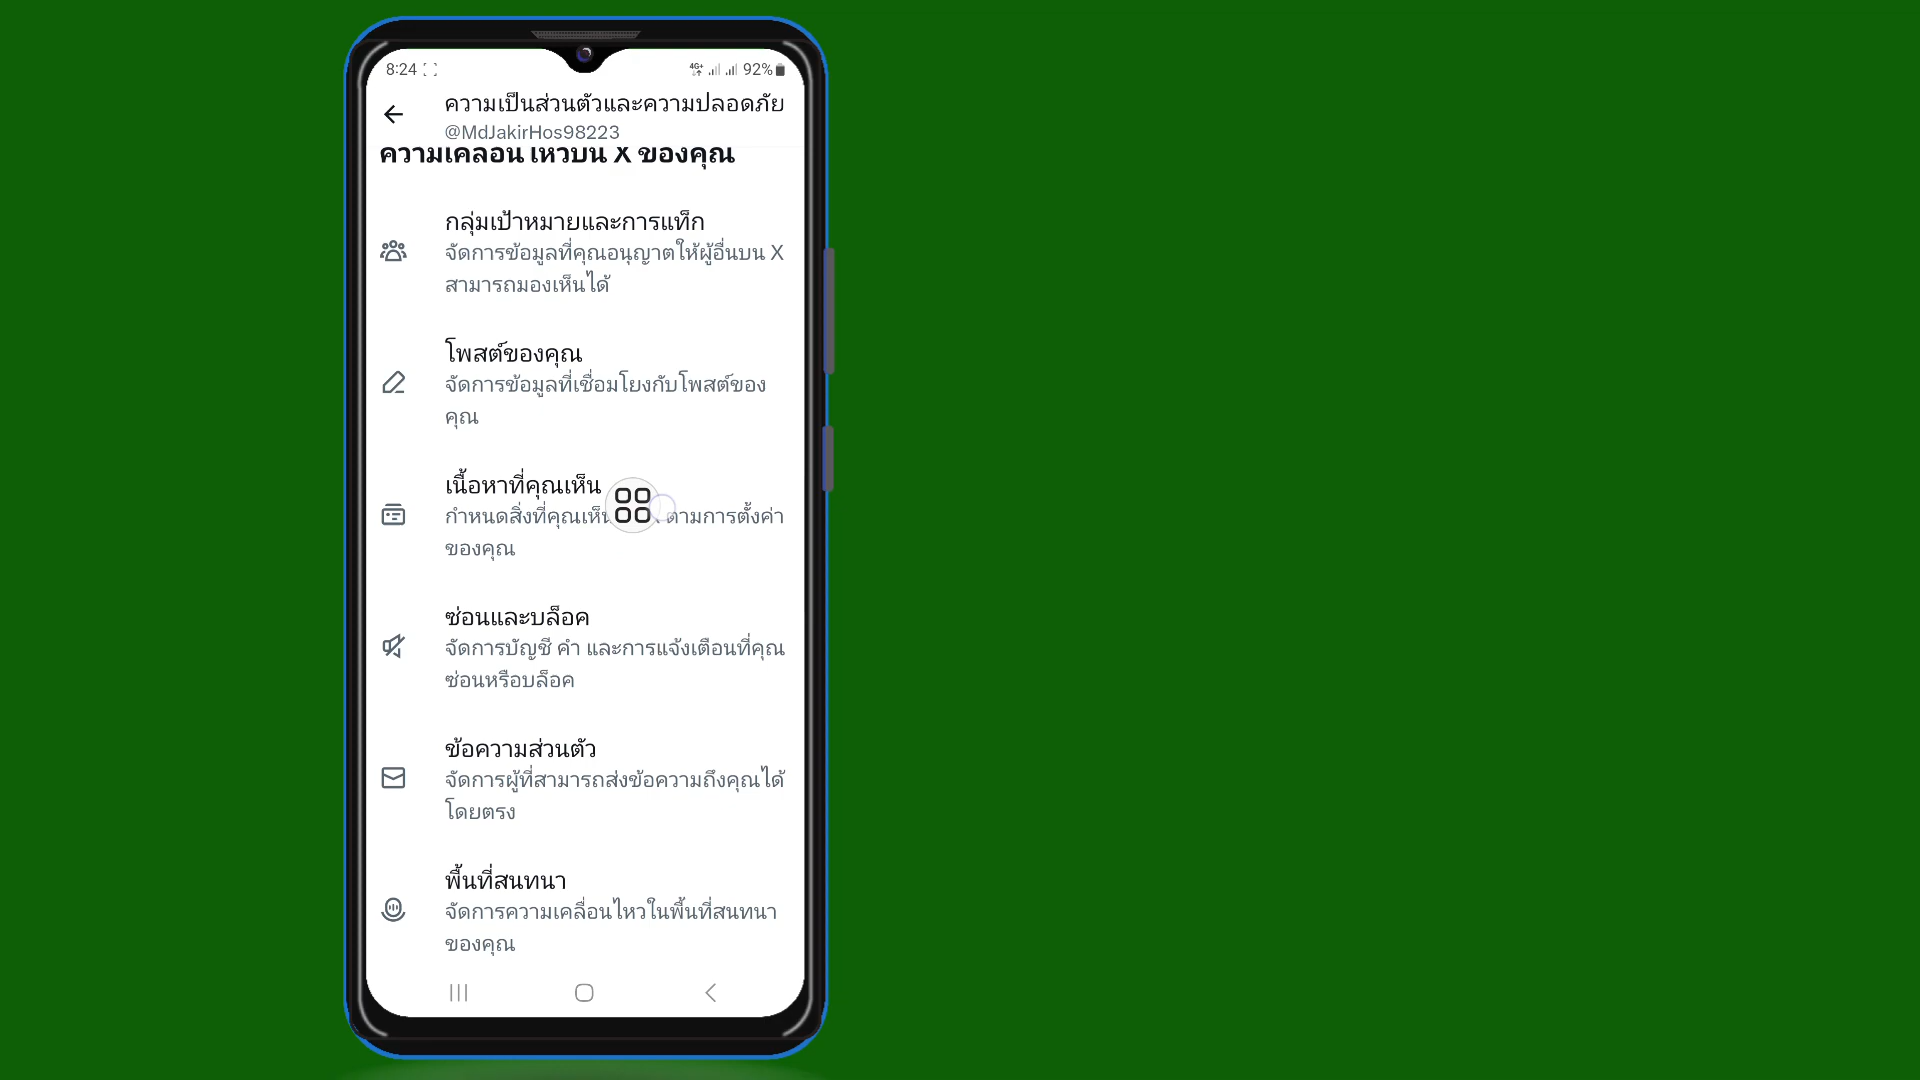 8:24
4G+ 92%
ความเป็นส่วนตัวและความปลอดภัย
@MdJakirHos98223
ความเคลื่อนไหวบน X ของคุณ
กลุ่มเป้าหมายและการแท็ก
จัดการข้อมูลที่คุณอนุญาตให้ผู้อื่นบน X
สามารถมองเห็นได้
โพสต์ของคุณ
จัดการข้อมูลที่เชื่อมโยงกับโพสต์ของ
คุณ
เนื้อหาที่คุณเห็น
กำหนดสิ่งที่คุณเห็น ตามการตั้งค่า
ของคุณ
ซ่อนและบล็อค
จัดการบัญชี คำ และการแจ้งเตือนที่คุณ
ซ่อนหรือบล็อค
ข้อความส่วนตัว
จัดการผู้ที่สามารถส่งข้อความถึงคุณได้
โดยตรง
พื้นที่สนทนา
จัดการความเคลื่อนไหวในพื้นที่สนทนา
ของคุณ